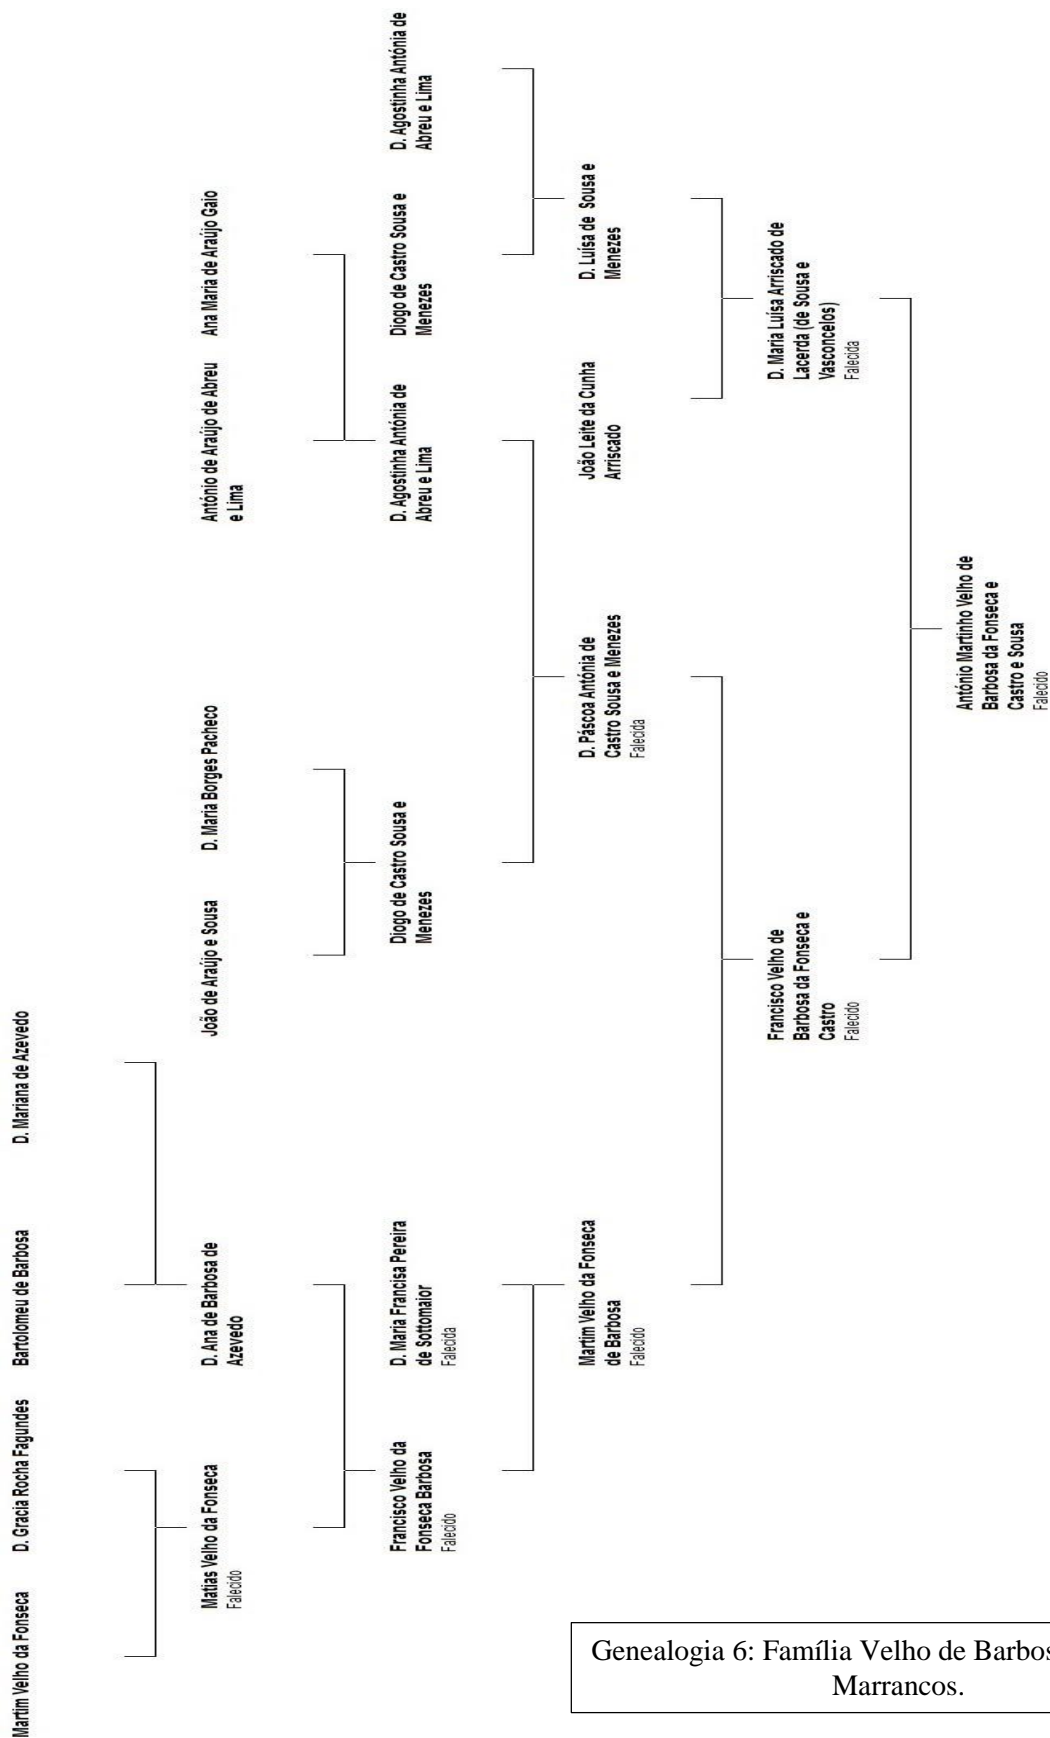 Martim Velho da Fonseca
D. Gracia Rocha Fagundes
Bartolomeu de Barbosa
D. Mariana de Azevedo
Matias Velho da Fonseca
Falecido
D. Ana de Barbosa de
Azevedo
João de Araújo e Sousa
D. Maria Borges Pacheco
António de Araújo de Abreu
e Lima
Ana Maria de Araújo Gaio
Francisco Velho da
Fonseca Barbosa
Falecido
D. Maria Francisa Pereira
de Sottomaior
Falecida
Diogo de Castro Sousa e
Menezes
D. Agostinha Antónia de
Abreu e Lima
Diogo de Castro Sousa e
Menezes
D. Agostinha Antónia de
Abreu e Lima
Martim Velho da Fonseca
de Barbosa
Falecido
D. Páscoa Antónia de
Castro Sousa e Menezes
Falecida
João Leite da Cunha
Arriscado
D. Luísa de Sousa e
Menezes
Francisco Velho de
Barbosa da Fonseca e
Castro
Falecido
D. Maria Luísa Arriscado de
Lacerda (de Sousa e
Vasconcelos)
Falecida
António Martinho Velho de
Barbosa da Fonseca e
Castro e Sousa
Falecido
Genealogia 6: Família Velho de Barbos
Marrancos.